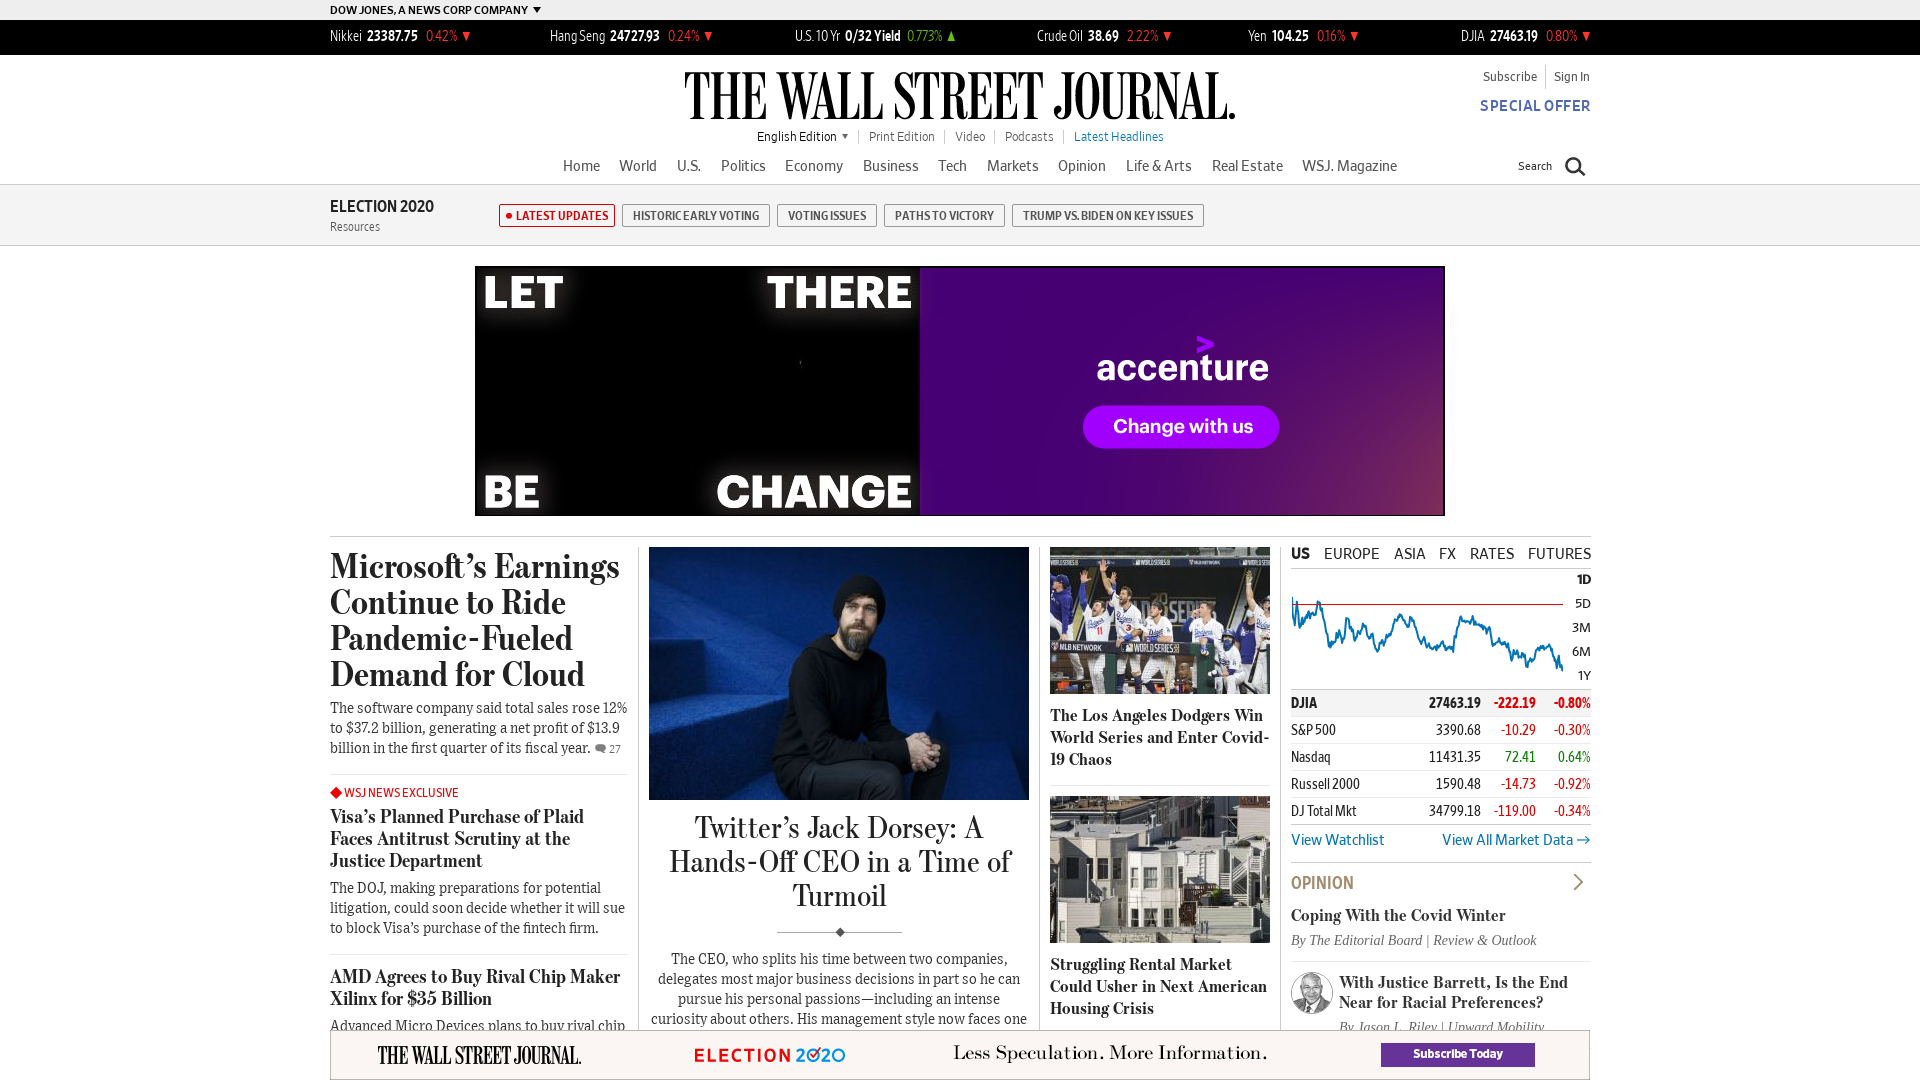 DOW JONES, A NEWS CORP COMPANY
Nikkei 23387.75 0.42% Hang Seng 24727.93 0.24% U.S. 10 Yr 0/32 Yield 0.773% Crude Oil 38.69 2.22% Yen 104.25 0.16% DJIA 27463.19 0.80%
THE WALL STREET JOURNAL.
Subscribe Sign In
SPECIAL OFFER
English Edition Print Edition Video Podcasts Latest Headlines
Home World U.S. Politics Economy Business Tech Markets Opinion Life & Arts Real Estate WSJ. Magazine Search
ELECTION 2020
Resources
LATEST UPDATES HISTORIC EARLY VOTING VOTING ISSUES PATHS TO VICTORY TRUMP VS. BIDEN ON KEY ISSUES
LET THERE
BE CHANGE
>
accenture
Change with us
Microsoft’s Earnings
Continue to Ride
Pandemic-Fueled
Demand for Cloud
The software company said total sales rose 12%
to $37.2 billion, generating a net profit of $13.9
billion in the first quarter of its fiscal year. 27
WSJ NEWS EXCLUSIVE
Visa’s Planned Purchase of Plaid
Faces Antitrust Scrutiny at the
Justice Department
The DOJ, making preparations for potential
litigation, could soon decide whether it will sue
to block Visa’s purchase of the fintech firm.
AMD Agrees to Buy Rival Chip Maker
Xilinx for $35 Billion
Advanced Micro Devices plans to buy rival chip
Twitter’s Jack Dorsey: A
Hands-Off CEO in a Time of
Turmoil
The CEO, who splits his time between two companies,
delegates most major business decisions in part so he can
pursue his personal passions—including an intense
curiosity about others. His management style now faces one
MLB NETWORK
WORLD SERIES
The Los Angeles Dodgers Win
World Series and Enter Covid-
19 Chaos
Struggling Rental Market
Could Usher in Next American
Housing Crisis
US EUROPE ASIA FX RATES FUTURES
1D
5D
3M
6M
1Y
DJIA 27463.19 -222.19 -0.80%
S&P 500 3390.68 -10.29 -0.30%
Nasdaq 11431.35 72.41 0.64%
Russell 2000 1590.48 -14.73 -0.92%
DJ Total Mkt 34799.18 -119.00 -0.34%
View Watchlist View All Market Data
OPINION
Coping With the Covid Winter
By The Editorial Board | Review & Outlook
With Justice Barrett, Is the End
Near for Racial Preferences?
By Jason L. Riley | Upward Mobility
THE WALL STREET JOURNAL. ELECTION 2020 Less Speculation. More Information. Subscribe Today